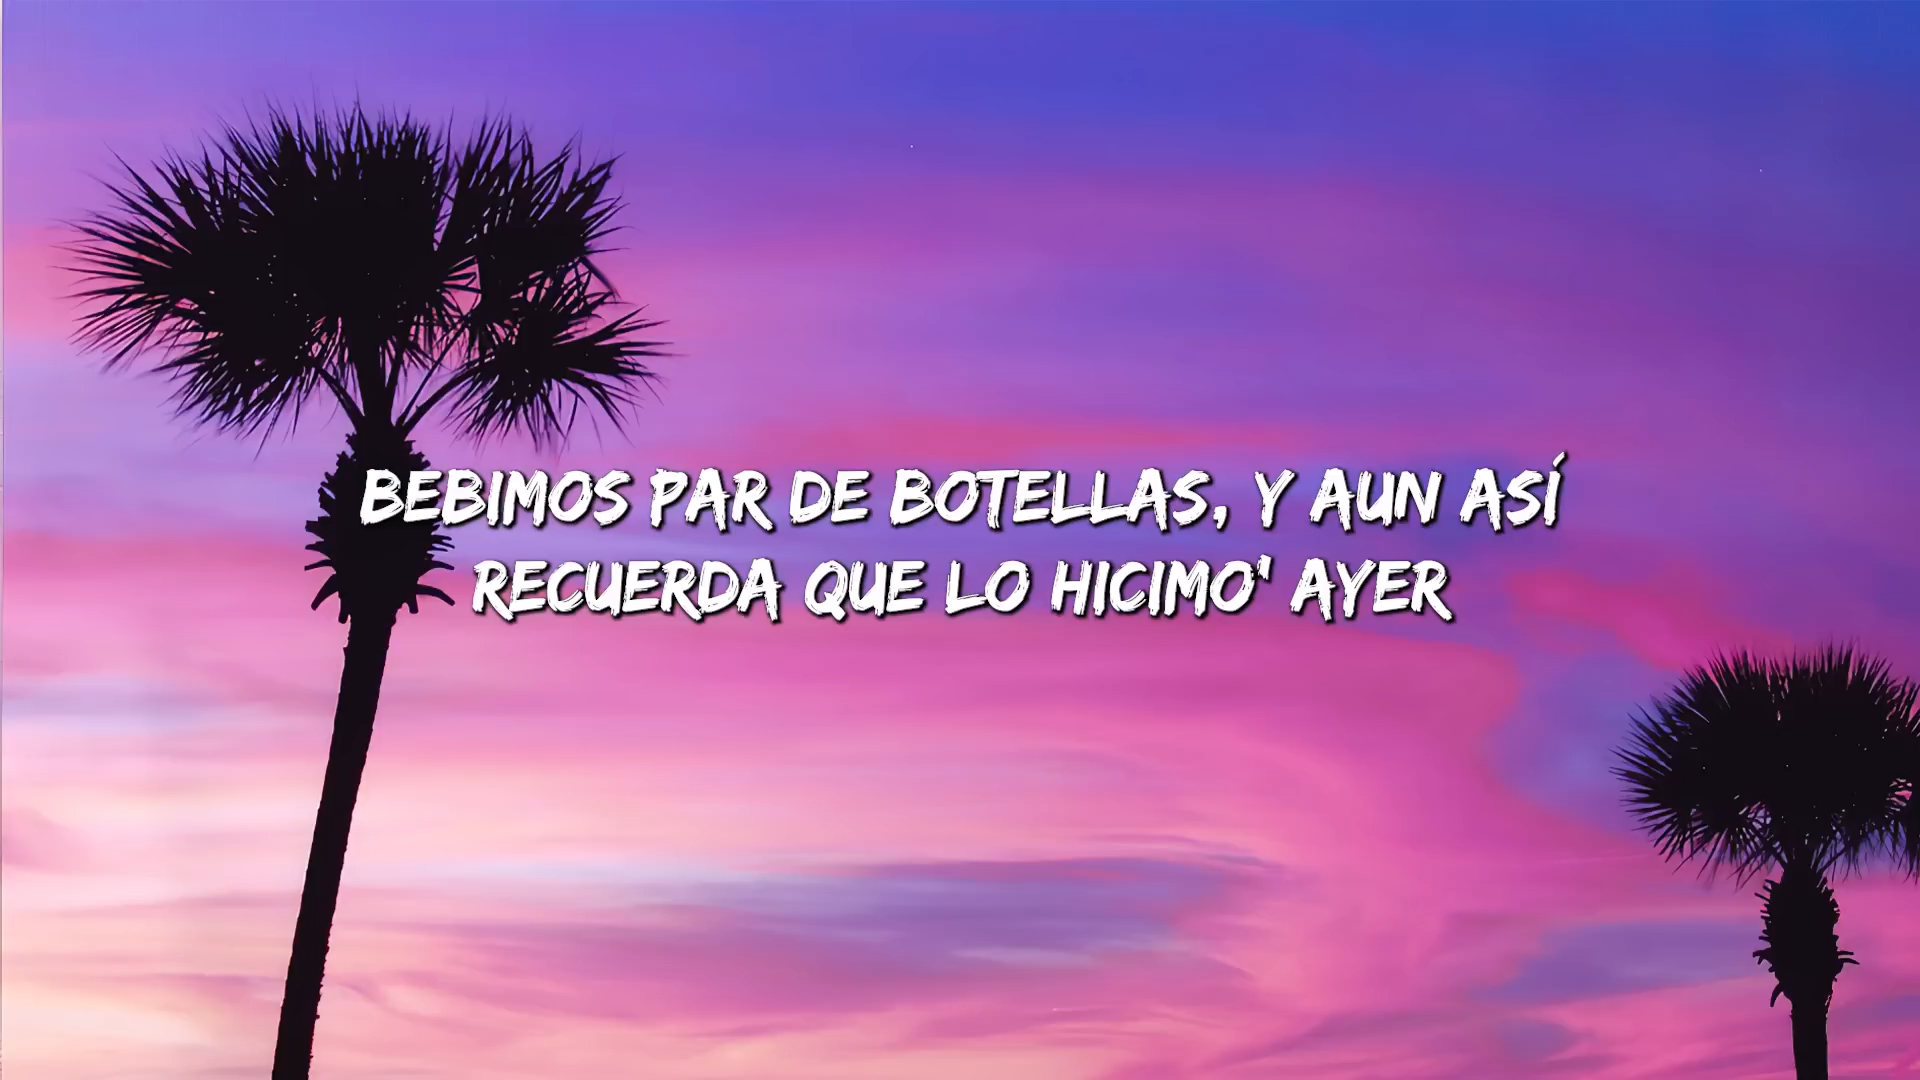 BEBIMOS PAR DE BOTELLAS, Y AUN ASÍ
RECUERDA QUE LO HICIMO' AYER